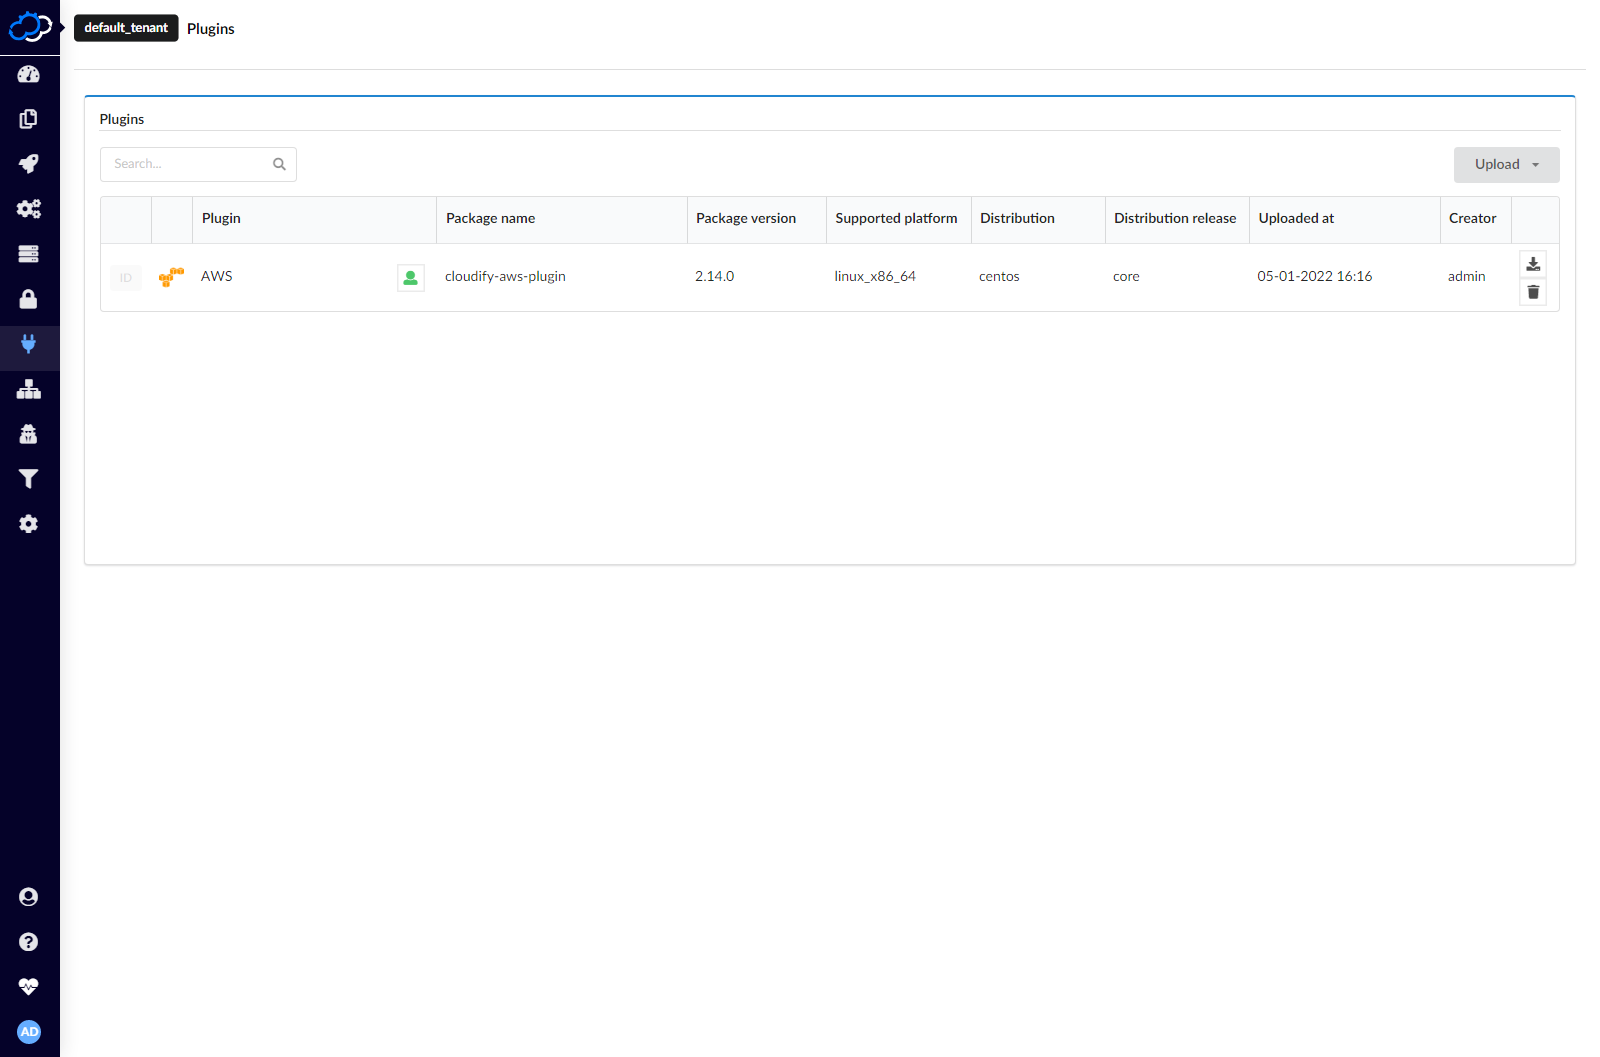 default_tenant Plugins
Plugins
Search...
Upload
Plugin Package name Package version Supported platform Distribution Distribution release Uploaded at Creator
ID AWS cloudify-aws-plugin 2.14.0 linux_x86_64 centos core 05-01-2022 16:16 admin
AD